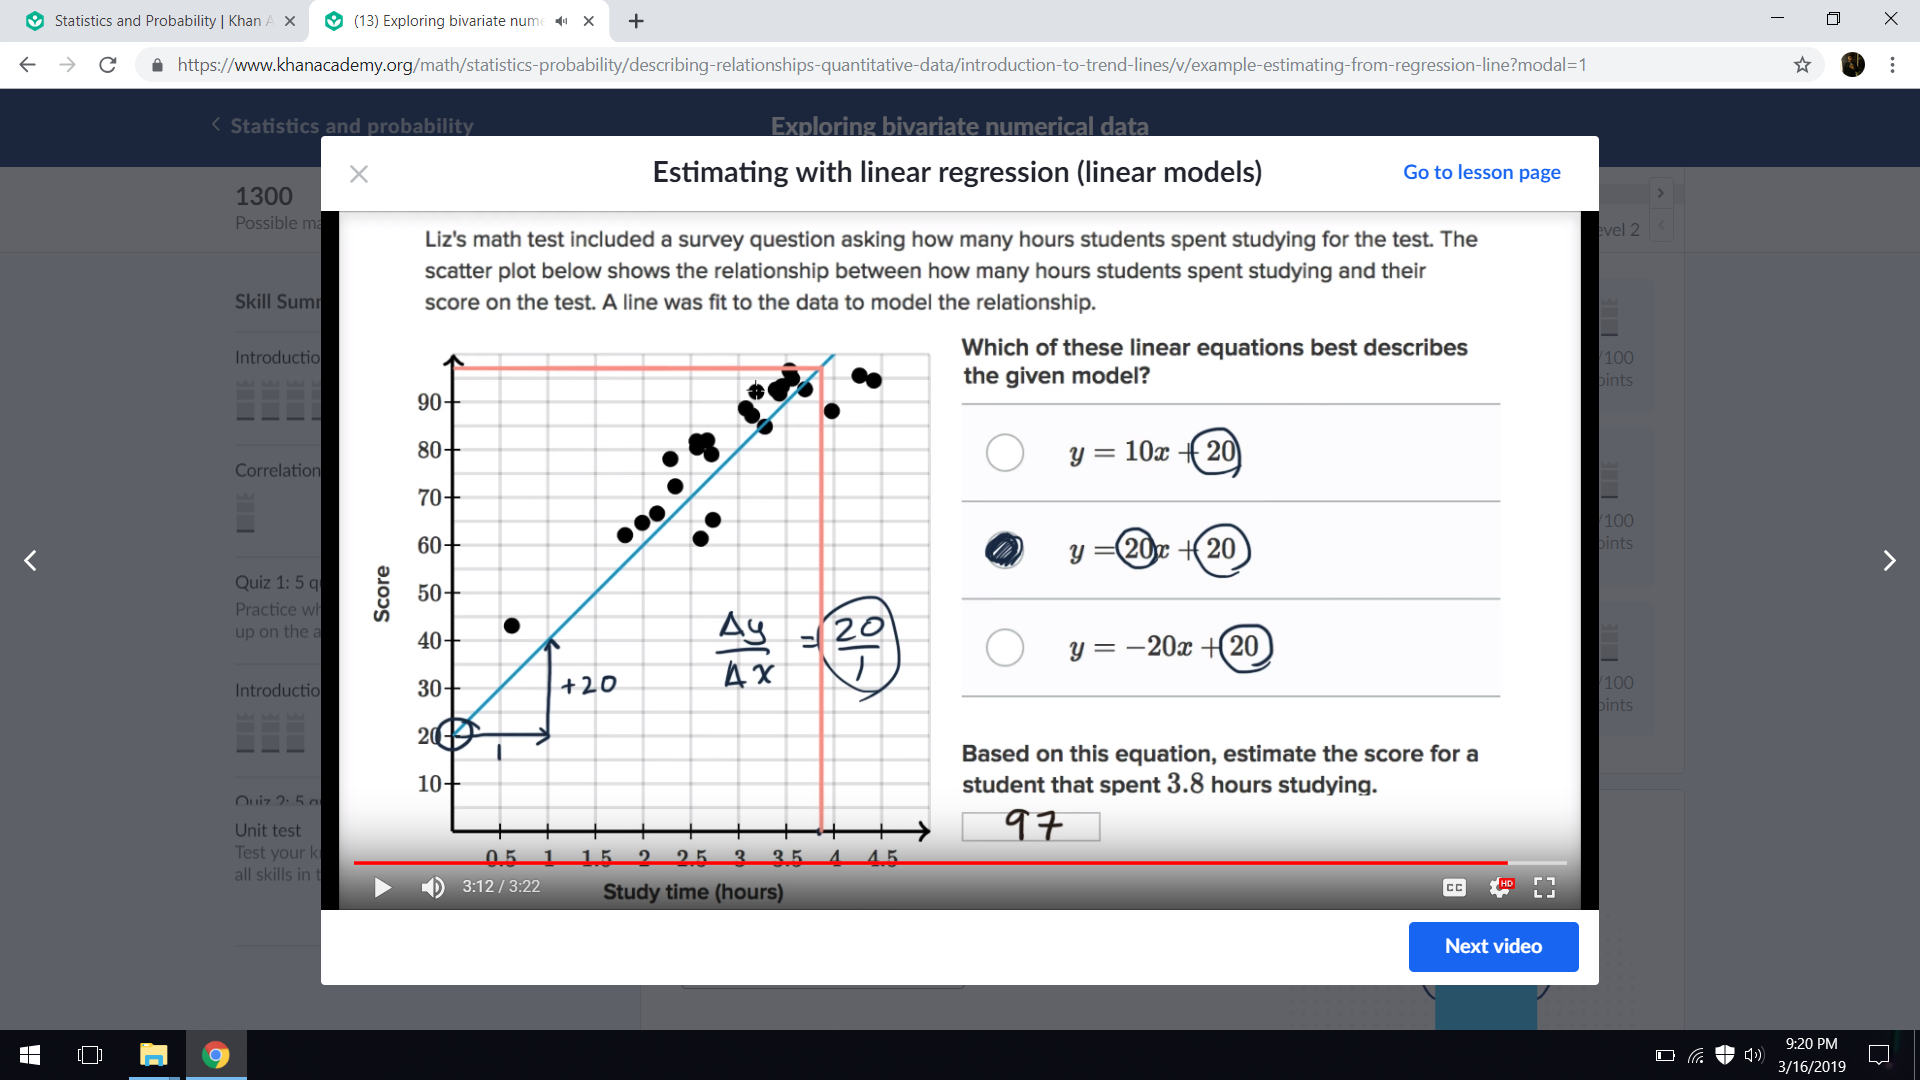 Statistics and Probability | Khan A
(13) Exploring bivariate nume
https://www.khanacademy.org/math/statistics-probability/describing-relationships-quantitative-data/introduction-to-trend-lines/v/example-estimating-from-regression-line?modal=1
Statistics and probability
Exploring bivariate numerical data
1300
Possible ma
evel 2
Skill Summ
Introductio
/100
oints
Correlation
/100
oints
Quiz 1: 5 qu
Practice wh
up on the a
Introductio
/100
oints
Quiz 2: 5 qu
Unit test
Test your kn
all skills in t
Estimating with linear regression (linear models)
Go to lesson page
Liz's math test included a survey question asking how many hours students spent studying for the test. The
scatter plot below shows the relationship between how many hours students spent studying and their
score on the test. A line was fit to the data to model the relationship.
90
80
70
60
50
40
30
20
10
Score
+20
1
Δy
Δx
= 20
1
0.5 1 1.5 2 2.5 3 3.5 4 4.5
Study time (hours)
Which of these linear equations best describes
the given model?
y = 10x + 20
y = 20x + 20
y = −20x + 20
Based on this equation, estimate the score for a
student that spent 3.8 hours studying.
97
3:12 / 3:22
CC
HD
Next video
9:20 PM
3/16/2019